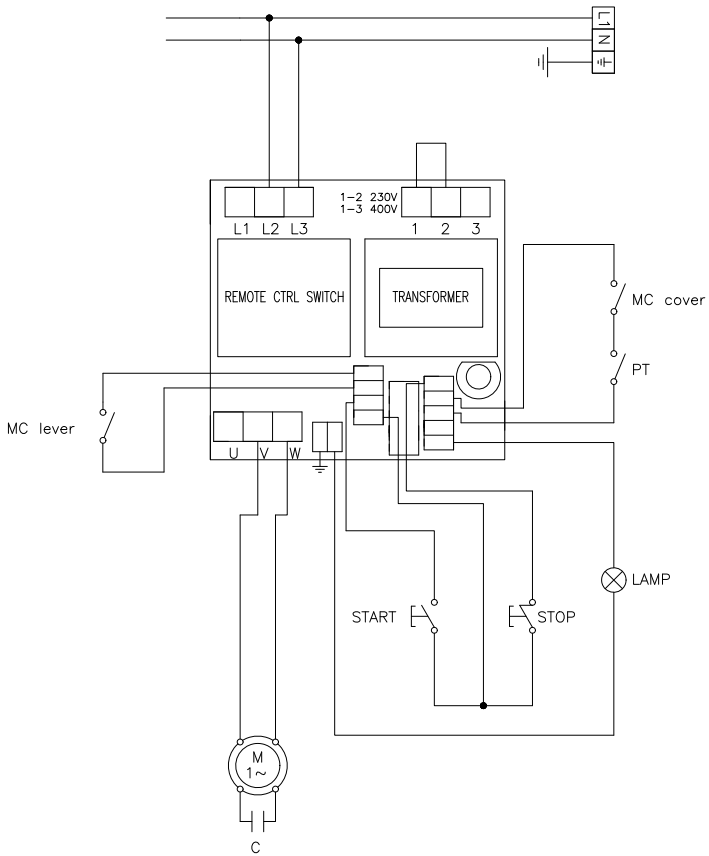 L1
N
1-2 230V
1-3 400V
L1 L2 L3
1 2 3
REMOTE CTRL SWITCH
TRANSFORMER
MC cover
PT
MC lever
U V W
LAMP
START
STOP
M
1~
C